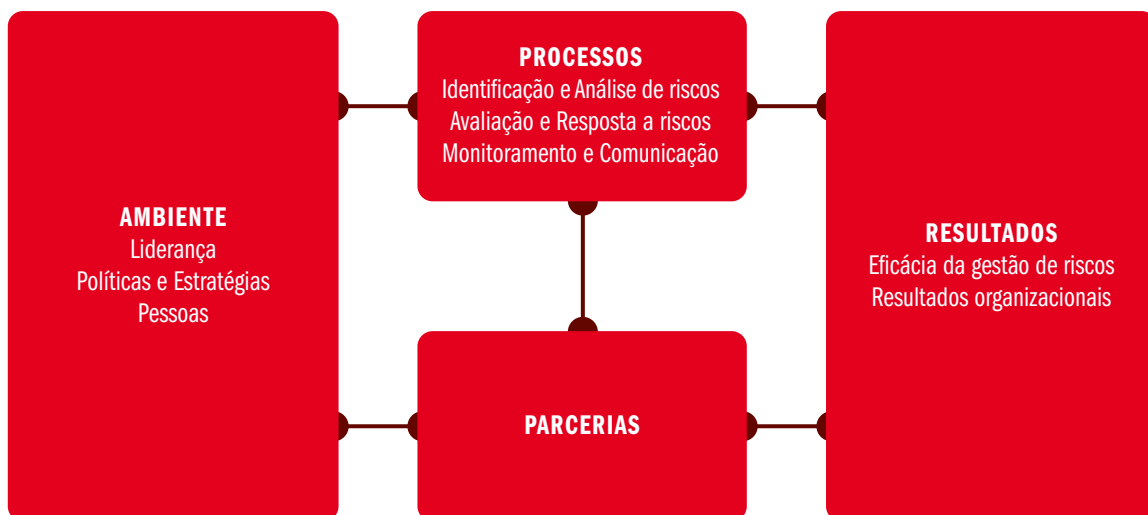 AMBIENTE
Liderança
Políticas e Estratégias
Pessoas
PROCESSOS
Identificação e Análise de riscos
Avaliação e Resposta a riscos
Monitoramento e Comunicação
PARCERIAS
RESULTADOS
Eficácia da gestão de riscos
Resultados organizacionais